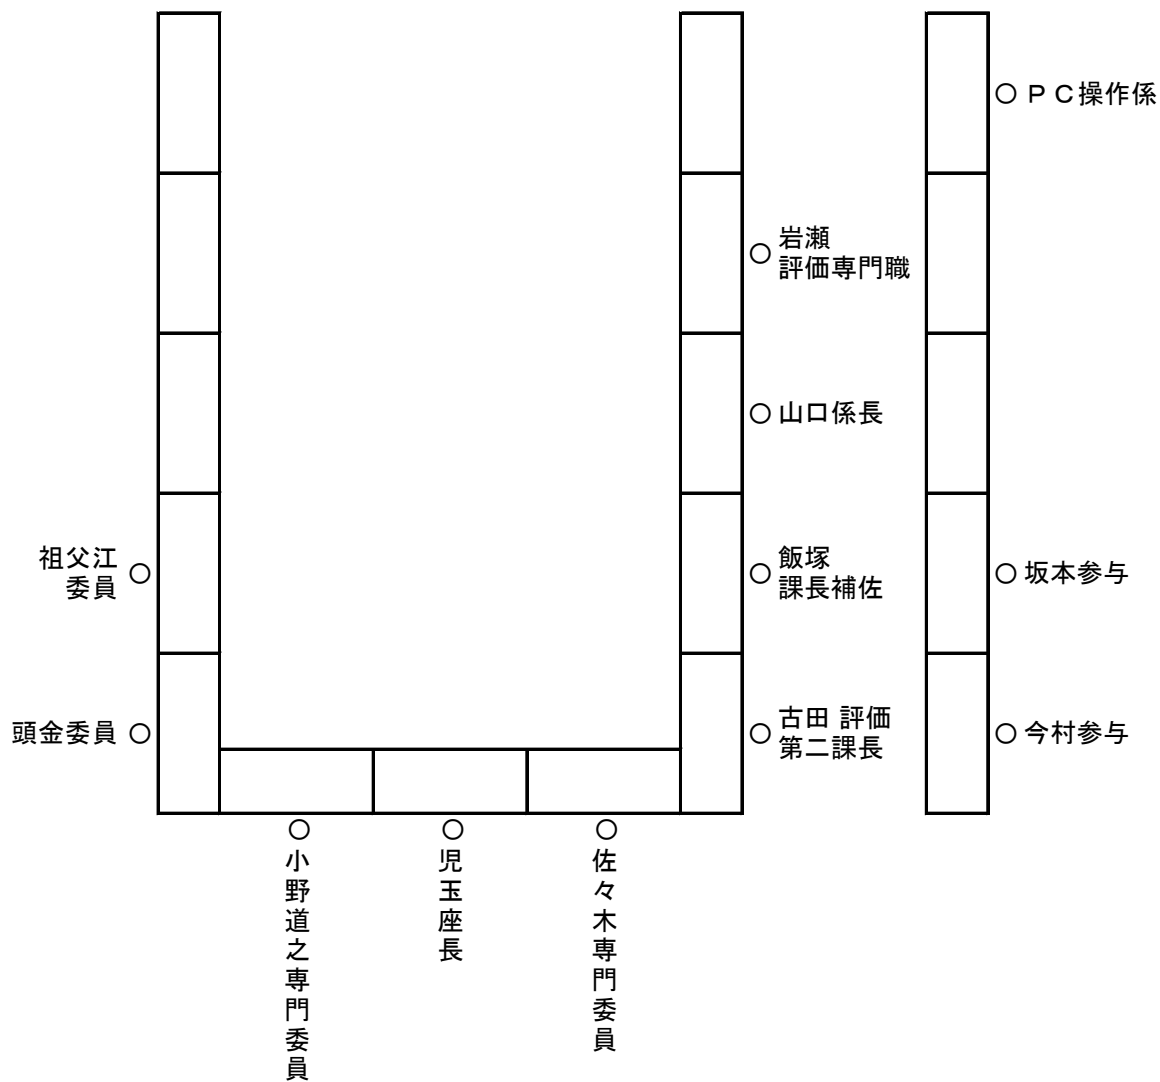 ○ ＰＣ操作係
○ 岩瀬
評価専門職
○ 山口係長
祖父江
委員 ○
○ 飯塚
課長補佐
○ 坂本参与
頭金委員 ○
○ 古田 評価
第二課長
○ 今村参与
○ 小野道之専門委員
○ 児玉座長
○ 佐々木専門委員